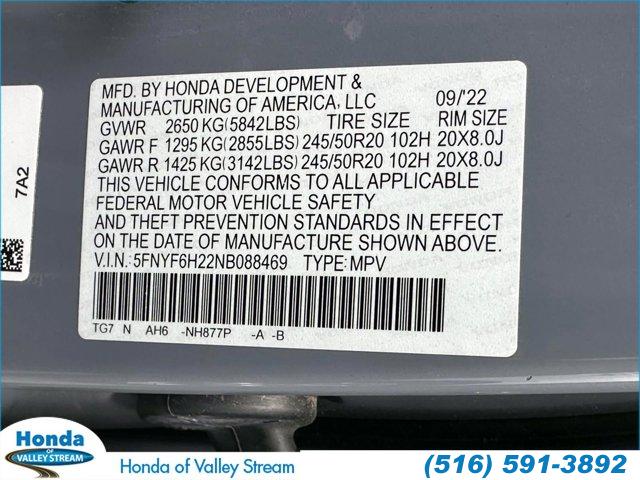 MFD. BY HONDA DEVELOPMENT &
MANUFACTURING OF AMERICA, LLC 09/'22
GVWR 2650 KG(5842LBS) TIRE SIZE RIM SIZE
GAWR F 1295 KG(2855LBS) 245/50R20 102H 20X8.0J
GAWR R 1425 KG(3142LBS) 245/50R20 102H 20X8.0J
THIS VEHICLE CONFORMS TO ALL APPLICABLE
FEDERAL MOTOR VEHICLE SAFETY
AND THEFT PREVENTION STANDARDS IN EFFECT
ON THE DATE OF MANUFACTURE SHOWN ABOVE.
V.I.N.: 5FNYF6H22NB088469 TYPE: MPV
TG7 N AH6 -NH877P -A -B
7A2
Honda
OF
VALLEY STREAM
Honda of Valley Stream
(516) 591-3892